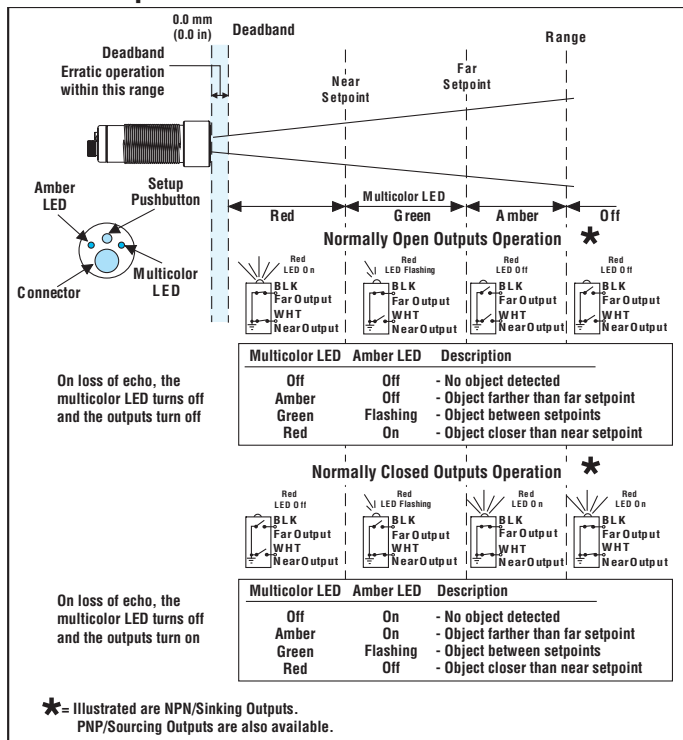 0.0 mm
(0.0 in)
Deadband
Range
Deadband
Erratic operation
within this range
Near
Setpoint
Far
Setpoint
Amber
LED
Setup
Pushbutton
Connector
Multicolor
LED
Multicolor LED
Red
Green
Amber
Off
Normally Open Outputs Operation *
Red
LED On
BLK
Far Output
WHT
Near Output
Red
LED Flashing
BLK
Far Output
WHT
Near Output
Red
LED Off
BLK
Far Output
WHT
Near Output
Red
LED Off
BLK
Far Output
WHT
Near Output
On loss of echo, the
multicolor LED turns off
and the outputs turn off
Multicolor LED Amber LED Description
Off Off - No object detected
Amber Off - Object farther than far setpoint
Green Flashing - Object between setpoints
Red On - Object closer than near setpoint
Normally Closed Outputs Operation *
Red
LED Off
BLK
Far Output
WHT
Near Output
Red
LED Flashing
BLK
Far Output
WHT
Near Output
Red
LED On
BLK
Far Output
WHT
Near Output
Red
LED On
BLK
Far Output
WHT
Near Output
On loss of echo, the
multicolor LED turns off
and the outputs turn on
Multicolor LED Amber LED Description
Off On - No object detected
Amber On - Object farther than far setpoint
Green Flashing - Object between setpoints
Red Off - Object closer than near setpoint
*= Illustrated are NPN/Sinking Outputs.
PNP/Sourcing Outputs are also available.